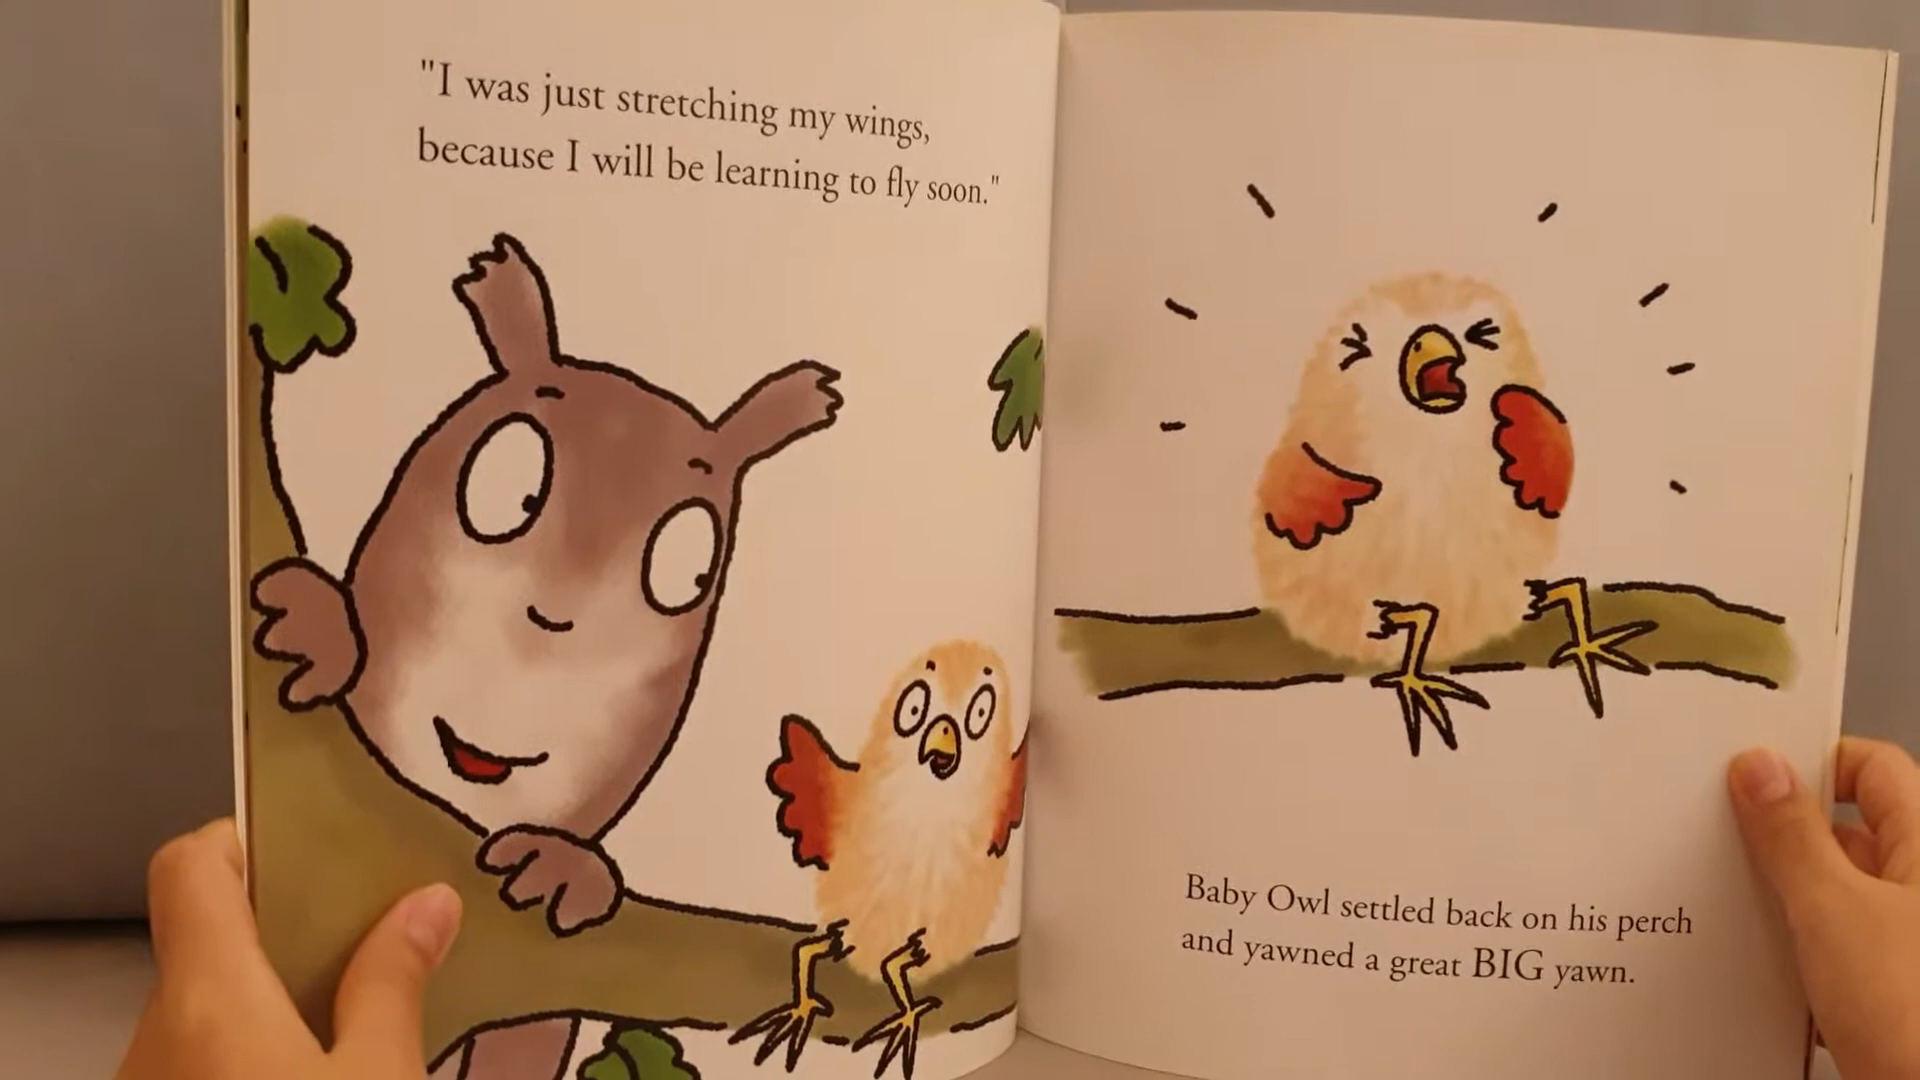 "I was just stretching my wings,
because I will be learning to fly soon."
Baby Owl settled back on his perch
and yawned a great BIG yawn.